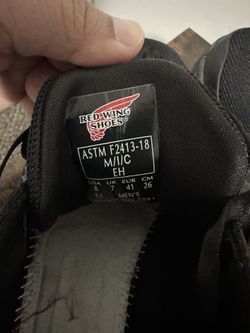 RED WING
SHOES
ASTM F2413-18
M/I/C
EH
USA UK EUR CM
8 7 41 26
MEN'S